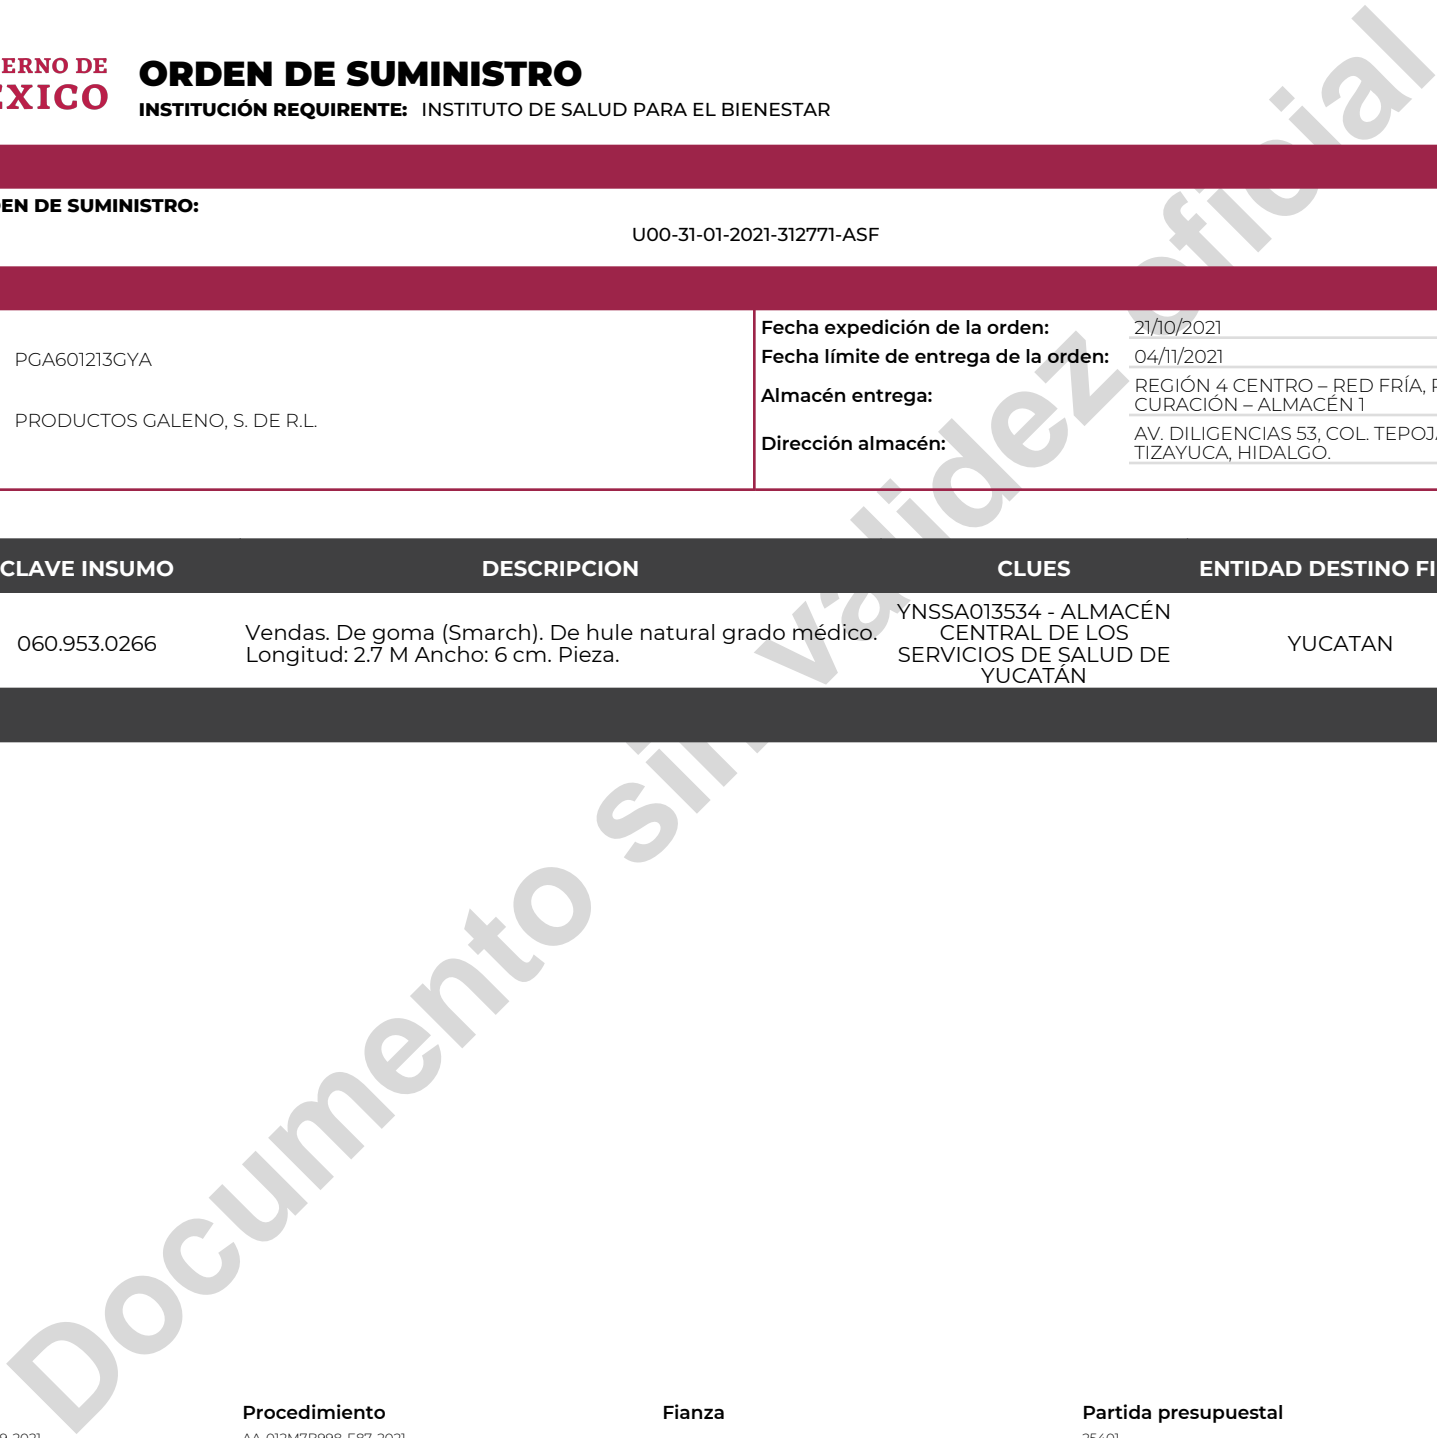 ERNO DE
EXICO
ORDEN DE SUMINISTRO
INSTITUCIÓN REQUIRENTE: INSTITUTO DE SALUD PARA EL BIENESTAR
EN DE SUMINISTRO:
U00-31-01-2021-312771-ASF
PGA601213GYA
PRODUCTOS GALENO, S. DE R.L.
Fecha expedición de la orden: 21/10/2021
Fecha límite de entrega de la orden: 04/11/2021
Almacén entrega: REGIÓN 4 CENTRO – RED FRÍA,
CURACIÓN – ALMACÉN 1
Dirección almacén: AV. DILIGENCIAS 53, COL. TEPOJ
TIZAYUCA, HIDALGO.
CLAVE INSUMO DESCRIPCION CLUES ENTIDAD DESTINO FI
060.953.0266
Vendas. De goma (Smarch). De hule natural grado médico.
Longitud: 2.7 M Ancho: 6 cm. Pieza.
YNSSA013534 - ALMACÉN
CENTRAL DE LOS
SERVICIOS DE SALUD DE
YUCATÁN
YUCATAN
Documento sin validez oficial
Procedimiento Fianza Partida presupuestal